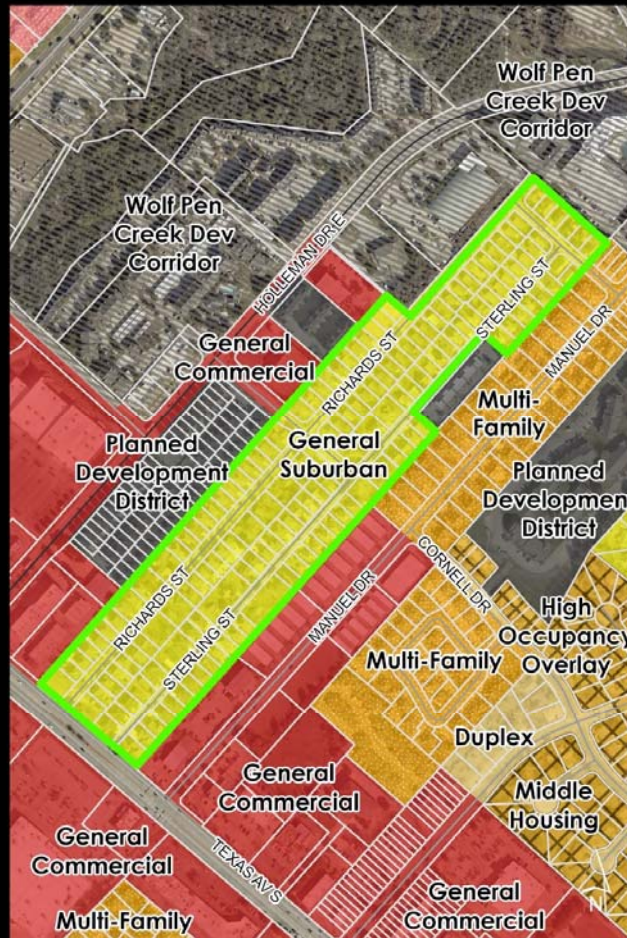 Wolf Pen
Creek Dev
Corridor
Wolf Pen
Creek Dev
Corridor
HOLLEMAN DR E
General
Commercial
RICHARDS ST
STERLING ST
MANUEL DR
Multi-
Family
General
Suburban
Planned
Development
District
Planned
Developmen
District
RICHARDS ST
STERLING ST
MANUEL DR
CORNELL DR
High
Occupancy
Overlay
Multi-Family
Duplex
General
Commercial
Middle
Housing
General
Commercial
TEXAS AV S
Multi-Family
General
Commercial
N